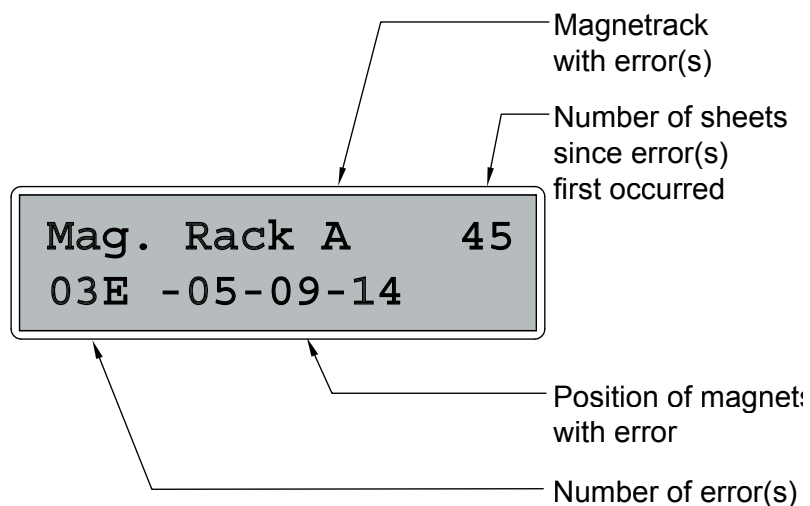 Magnetrack
with error(s)
Number of sheets
since error(s)
first occurred
Mag. Rack A 45
03E -05-09-14
Position of magnets
with error
Number of error(s)